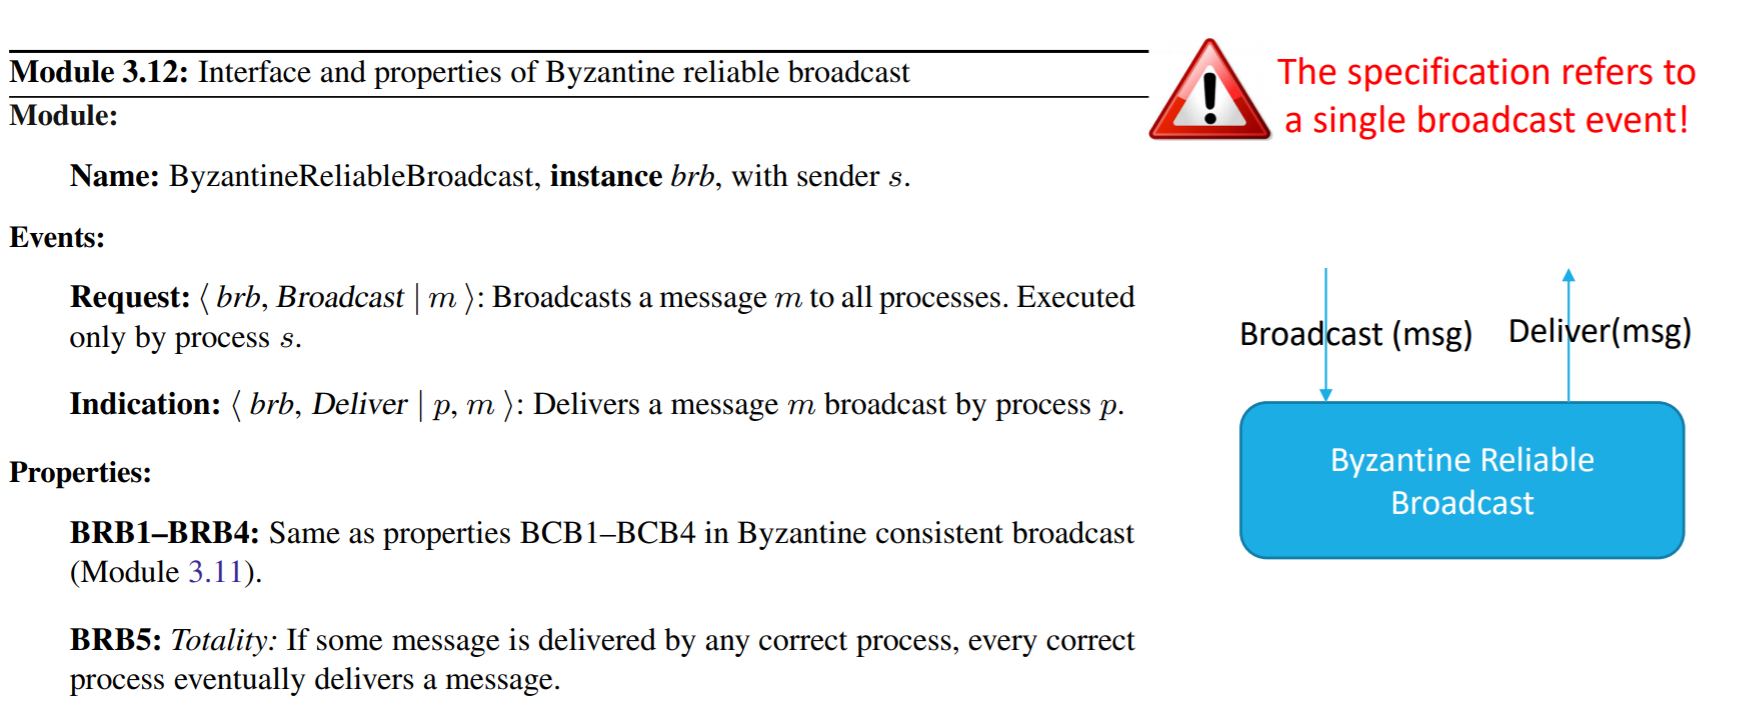 Module 3.12: Interface and properties of Byzantine reliable broadcast
Module:
Name: ByzantineReliableBroadcast, instance brb, with sender s.
Events:
Request: ⟨ brb, Broadcast | m ⟩: Broadcasts a message m to all processes. Executed
only by process s.
Indication: ⟨ brb, Deliver | p, m ⟩: Delivers a message m broadcast by process p.
Properties:
BRB1–BRB4: Same as properties BCB1–BCB4 in Byzantine consistent broadcast
(Module 3.11).
BRB5: Totality: If some message is delivered by any correct process, every correct
process eventually delivers a message.
The specification refers to
a single broadcast event!
Broadcast (msg)
Deliver(msg)
Byzantine Reliable
Broadcast